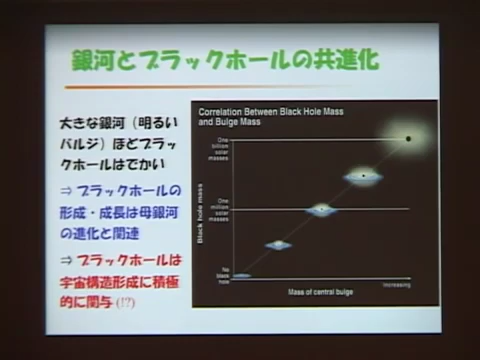 銀河とブラックホールの共進化
大きな銀河（明るい
バルジ）ほどブラッ
クホールはでかい
⇒ ブラックホールの
形成・成長は母銀河
の進化と関連
⇒ ブラックホールは
宇宙構造形成に積極
的に関与(!?)
Correlation Between Black Hole Mass
and Bulge Mass
One
billion
solar
masses
Black hole mass
One
million
solar
masses
No
black
hole
Mass of central bulge
Increasing